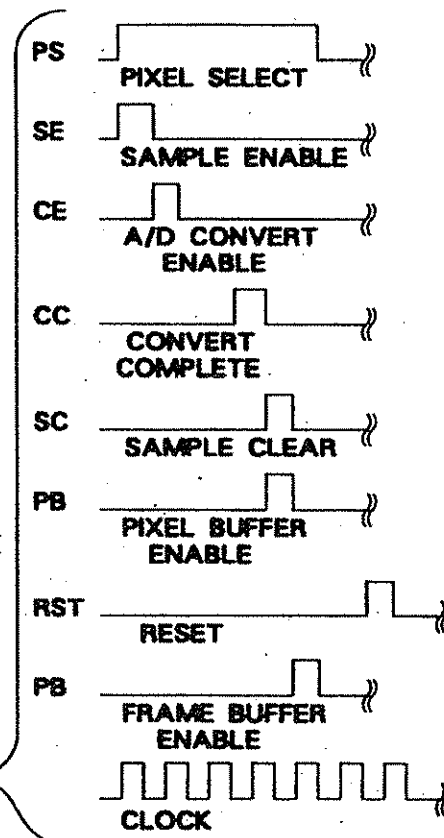 PS
PIXEL SELECT
SE
SAMPLE ENABLE
CE
A/D CONVERT
ENABLE
CC
CONVERT
COMPLETE
SC
SAMPLE CLEAR
PB
PIXEL BUFFER
ENABLE
RST
RESET
PB
FRAME BUFFER
ENABLE
CLOCK